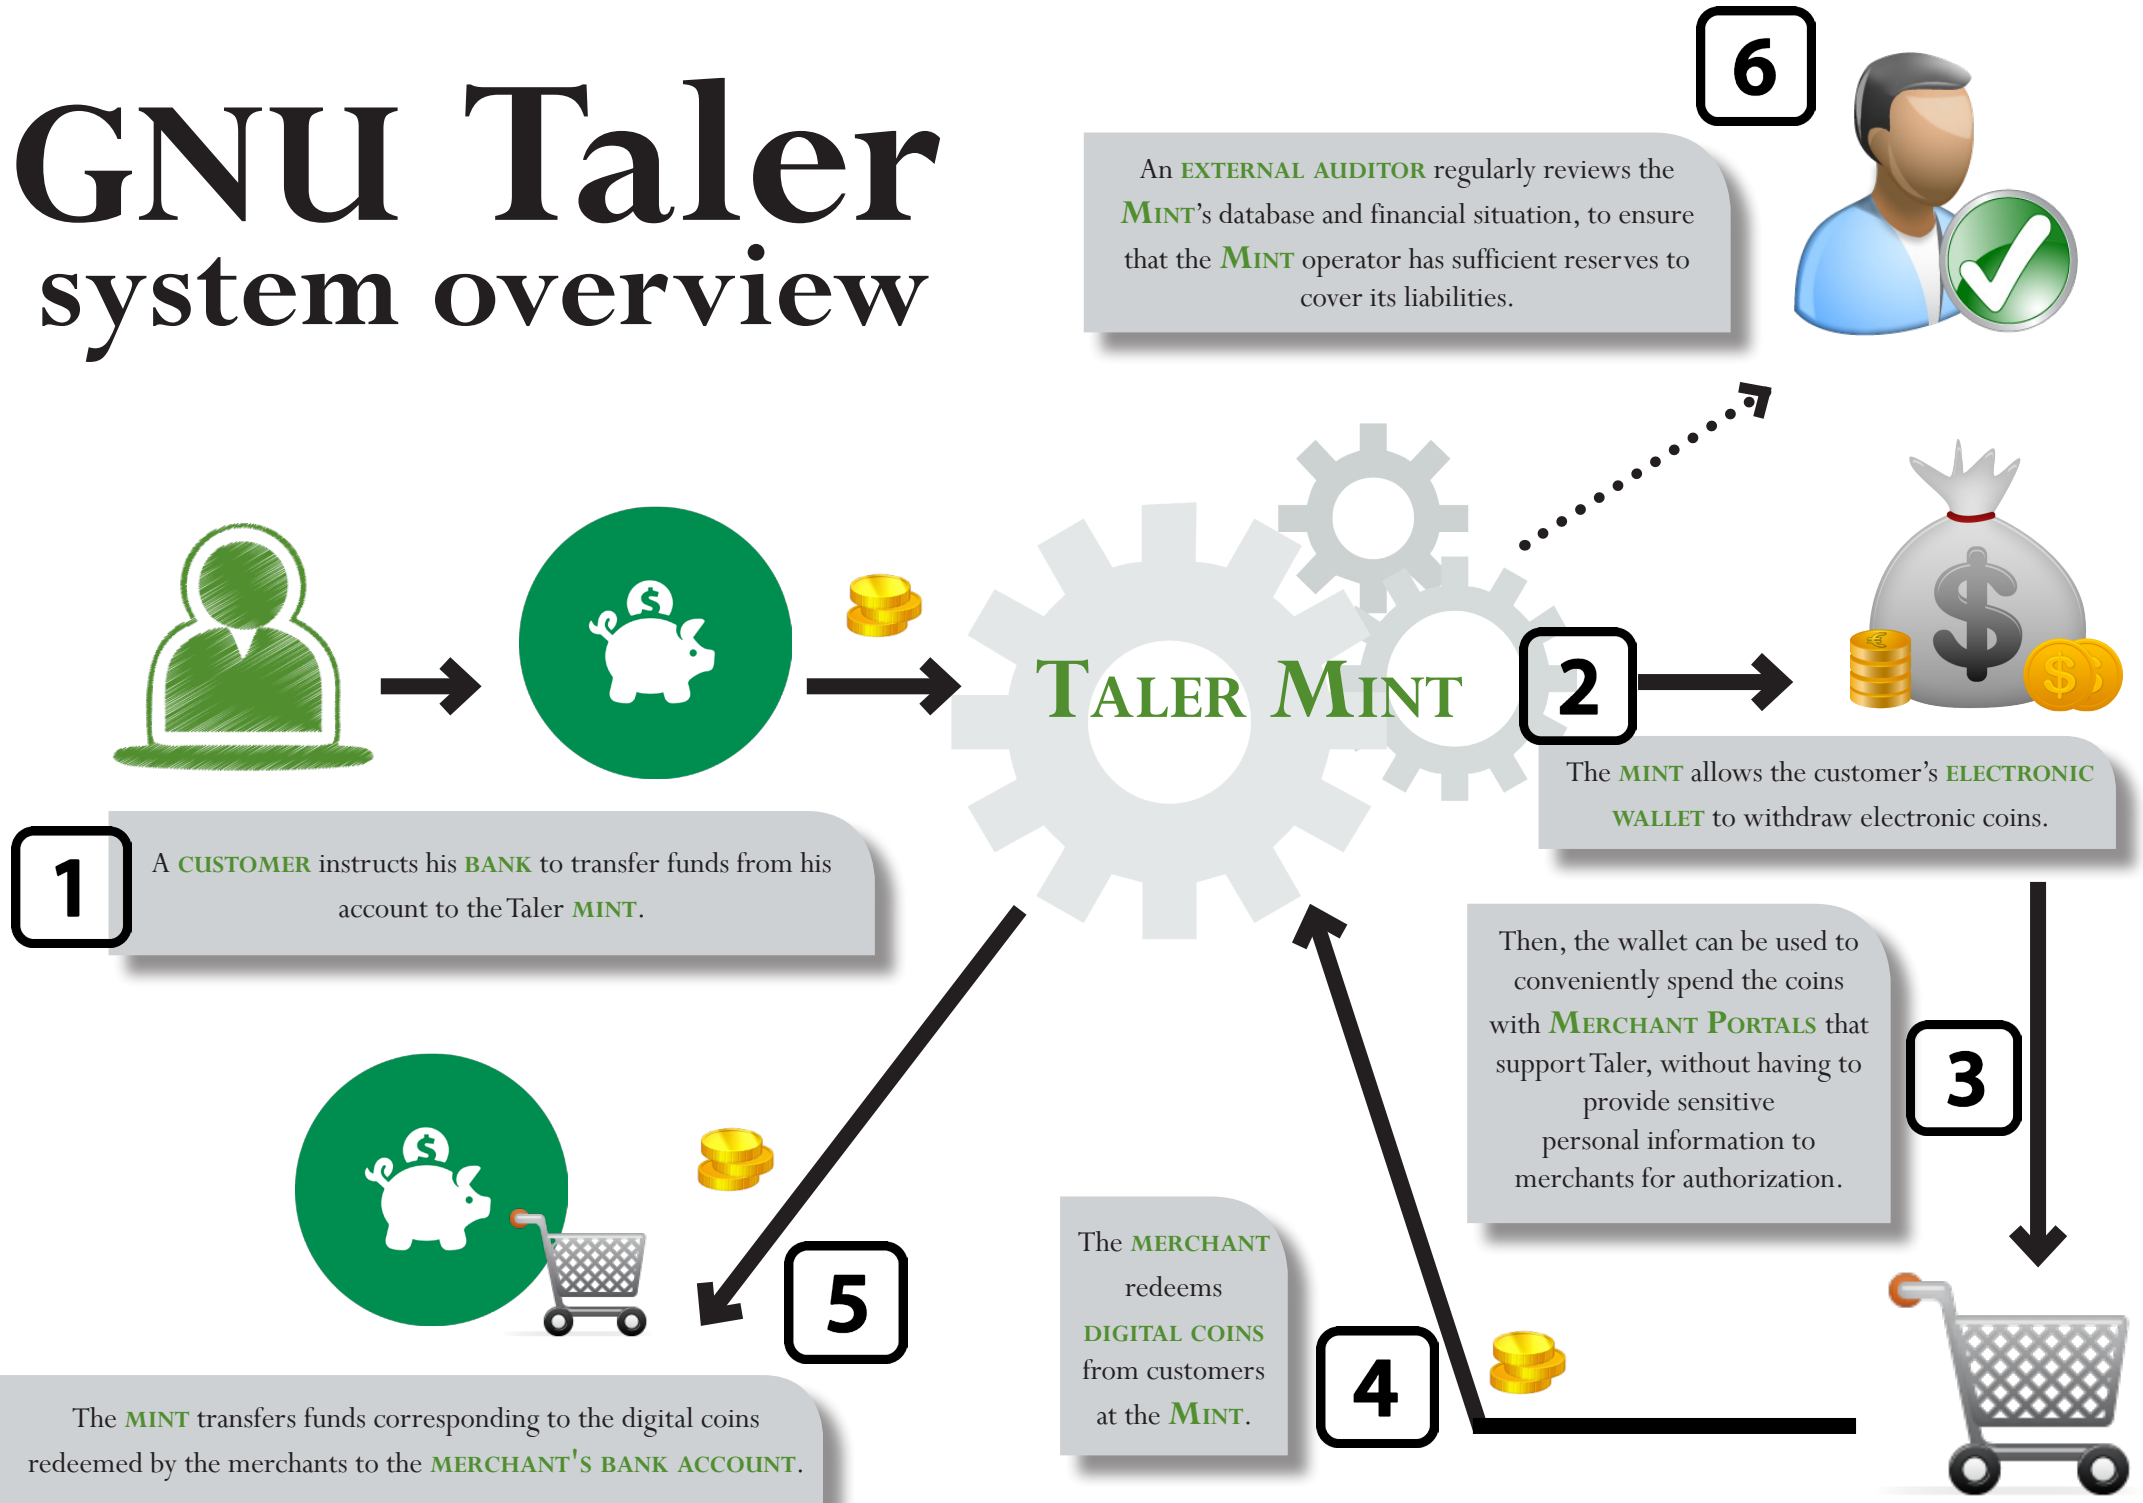 GNU Taler
system overview
6
An EXTERNAL AUDITOR regularly reviews the
MINT's database and financial situation, to ensure
that the MINT operator has sufficient reserves to
cover its liabilities.
$
TALER MINT
2
$
€
$
The MINT allows the customer's ELECTRONIC
WALLET to withdraw electronic coins.
1
A CUSTOMER instructs his BANK to transfer funds from his
account to the Taler MINT.
Then, the wallet can be used to
conveniently spend the coins
with MERCHANT PORTALS that
support Taler, without having to
provide sensitive
personal information to
merchants for authorization.
3
$
5
The MERCHANT
redeems
DIGITAL COINS
from customers
at the MINT.
4
The MINT transfers funds corresponding to the digital coins
redeemed by the merchants to the MERCHANT'S BANK ACCOUNT.